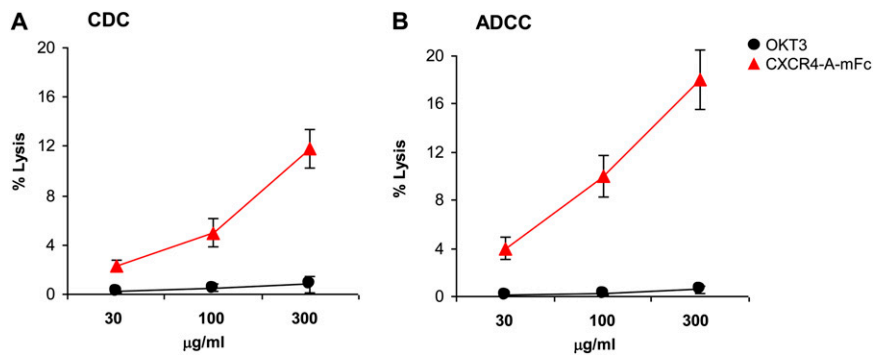 A CDC
20
16
12
8
4
0
% Lysis
30 100 300
μg/ml
B ADCC
20
16
12
8
4
0
% Lysis
30 100 300
μg/ml
OKT3
CXCR4-A-mFc